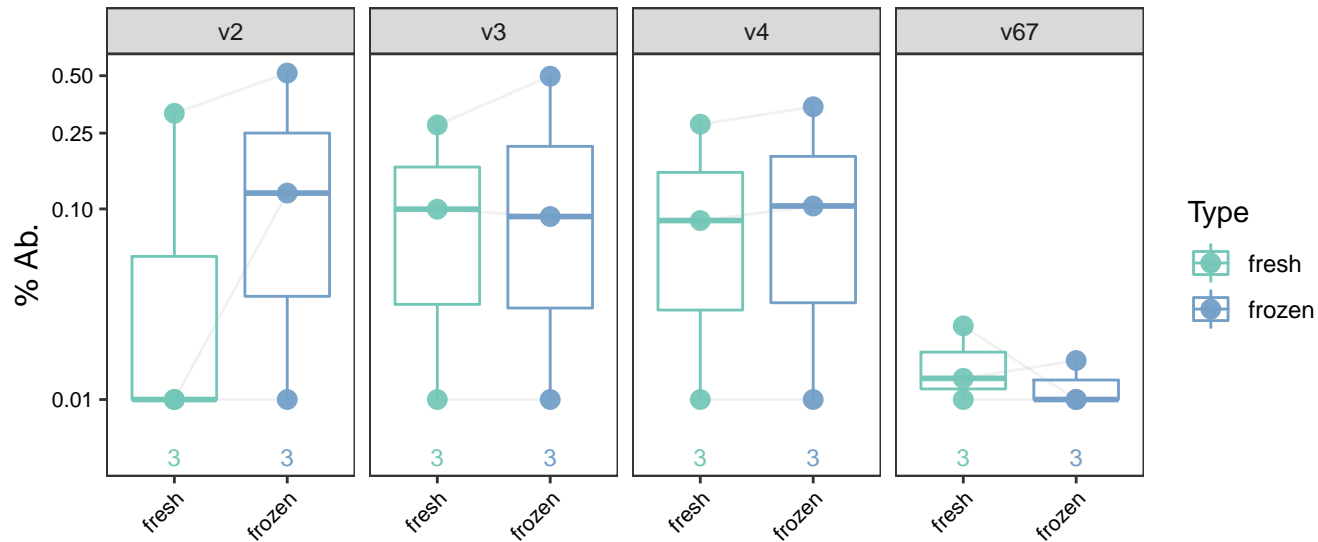 v2
v3
v4
v67
% Ab.
0.50
0.25
0.10
0.01
3
3
3
3
3
3
3
3
fresh
frozen
fresh
frozen
fresh
frozen
fresh
frozen
Type
fresh
frozen